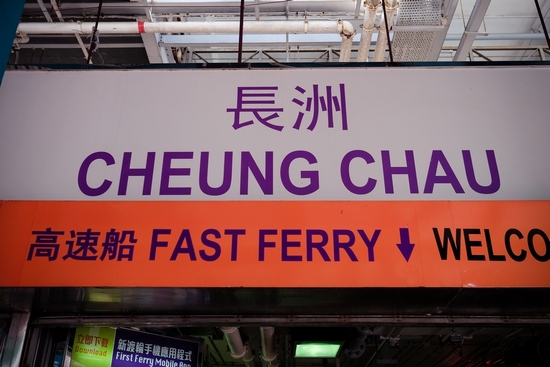 長洲
CHEUNG CHAU
高速船 FAST FERRY ↓ WELCO
立即下載 新渡輪手機應用程式
Download First Ferry Mobile